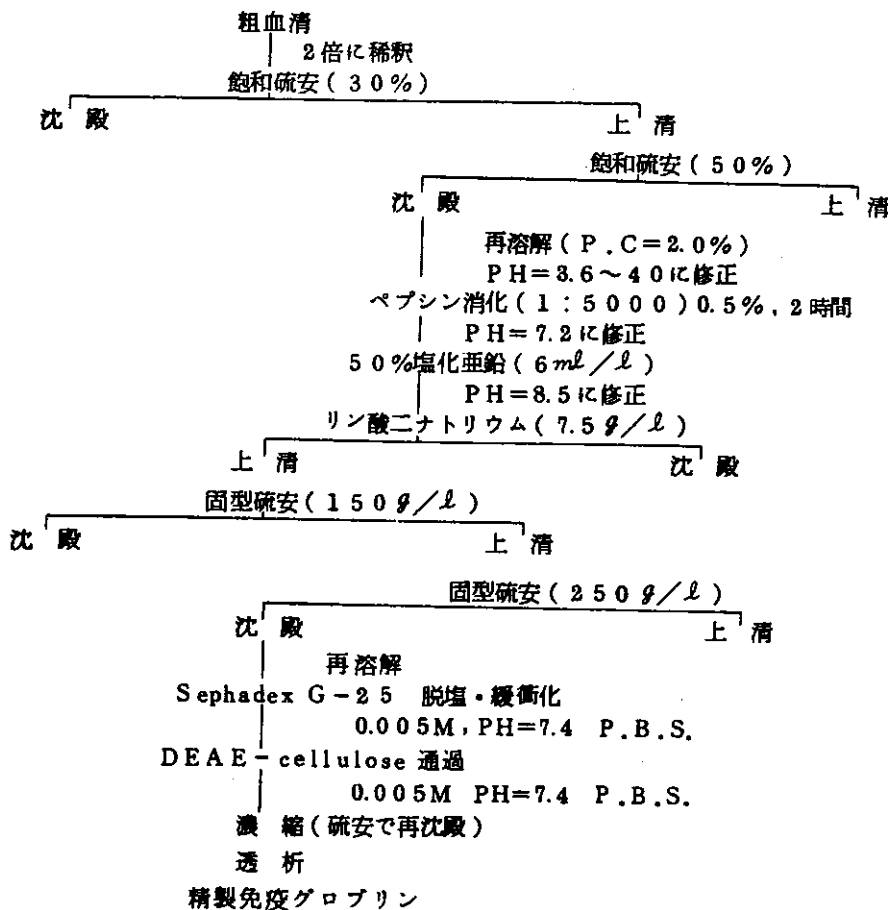 粗血清
2倍に稀釈
飽和硫安(30%)
沈殿 上清
飽和硫安(50%)
沈殿 上清
再溶解(P.C=2.0%)
PH=3.6~40に修正
ペプシン消化(1:5000)0.5%,2時間
PH=7.2に修正
50%塩化亜鉛(6ml/l)
PH=8.5に修正
リン酸二ナトリウム(7.5g/l)
上清 沈殿
固型硫安(150g/l)
沈殿 上清
固型硫安(250g/l)
沈殿 上清
再溶解
Sephadex G-25 脱塩・緩衝化
0.005M,PH=7.4 P.B.S.
DEAE-cellulose 通過
0.005M PH=7.4 P.B.S.
濃縮(硫安で再沈殿)
透析
精製免疫グロブリン